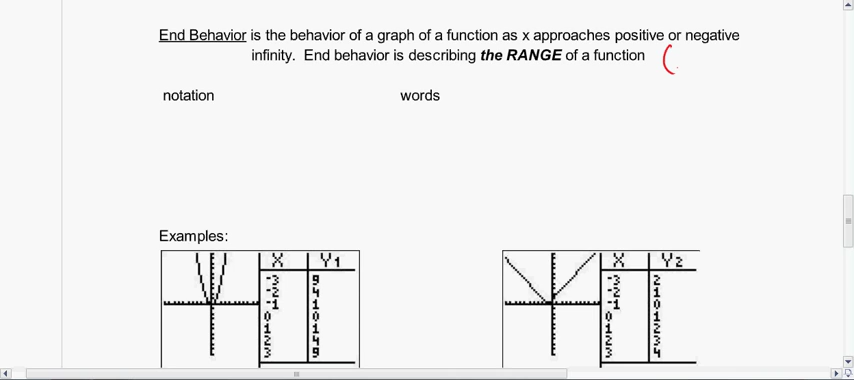 End Behavior is the behavior of a graph of a function as x approaches positive or negative
infinity. End behavior is describing the RANGE of a function (
notation words
Examples:
X Y1 X Y2
-3 9 -3 2
-2 4 -2 1
-1 1 -1 0
0 0 0 1
1 1 1 2
2 4 2 3
3 9 3 4